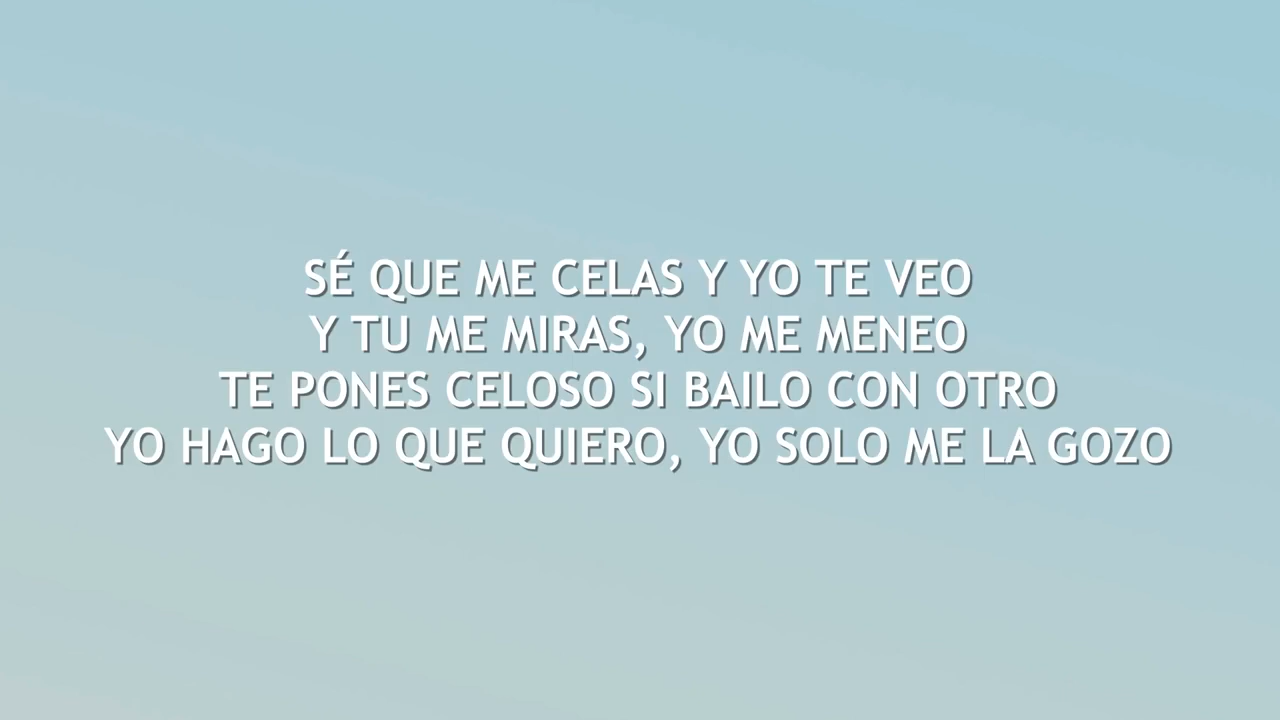 SÉ QUE ME CELAS Y YO TE VEO
Y TU ME MIRAS, YO ME MENEO
TE PONES CELOSO SI BAILO CON OTRO
YO HAGO LO QUE QUIERO, YO SOLO ME LA GOZO